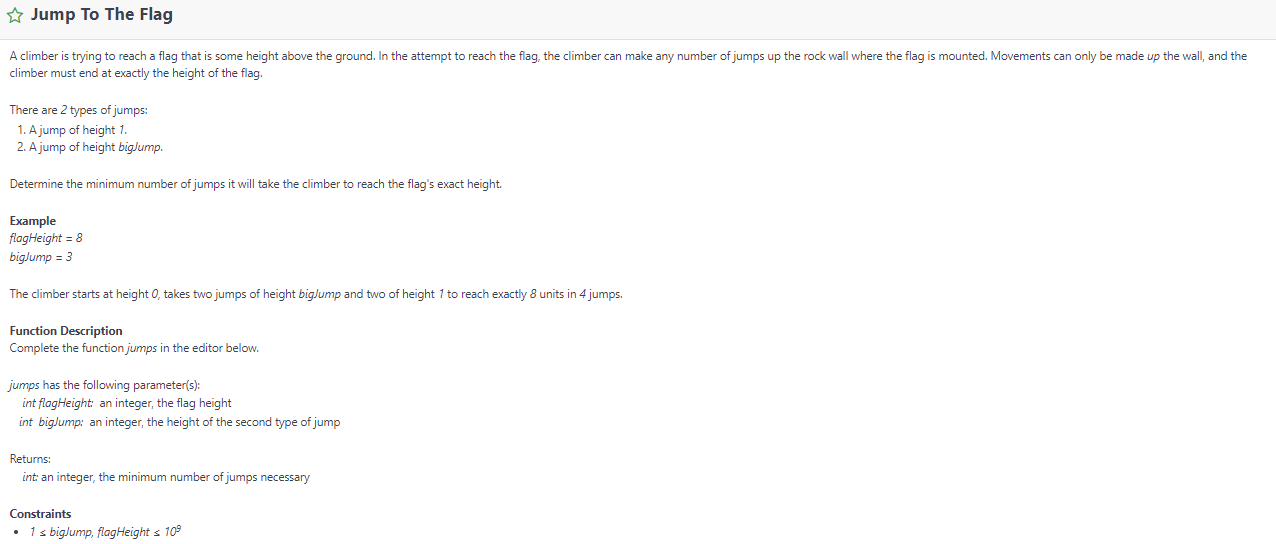 Jump To The Flag
A climber is trying to reach a flag that is some height above the ground. In the attempt to reach the flag, the climber can make any number of jumps up the rock wall where the flag is mounted. Movements can only be made up the wall, and the
climber must end at exactly the height of the flag.
There are 2 types of jumps:
1. A jump of height 1.
2. A jump of height bigJump.
Determine the minimum number of jumps it will take the climber to reach the flag's exact height.
Example
flagHeight = 8
bigJump = 3
The climber starts at height 0, takes two jumps of height bigJump and two of height 1 to reach exactly 8 units in 4 jumps.
Function Description
Complete the function jumps in the editor below.
jumps has the following parameter(s):
int flagHeight: an integer, the flag height
int bigJump: an integer, the height of the second type of jump
Returns:
int: an integer, the minimum number of jumps necessary
Constraints
• 1 ≤ bigJump, flagHeight ≤ 10⁹